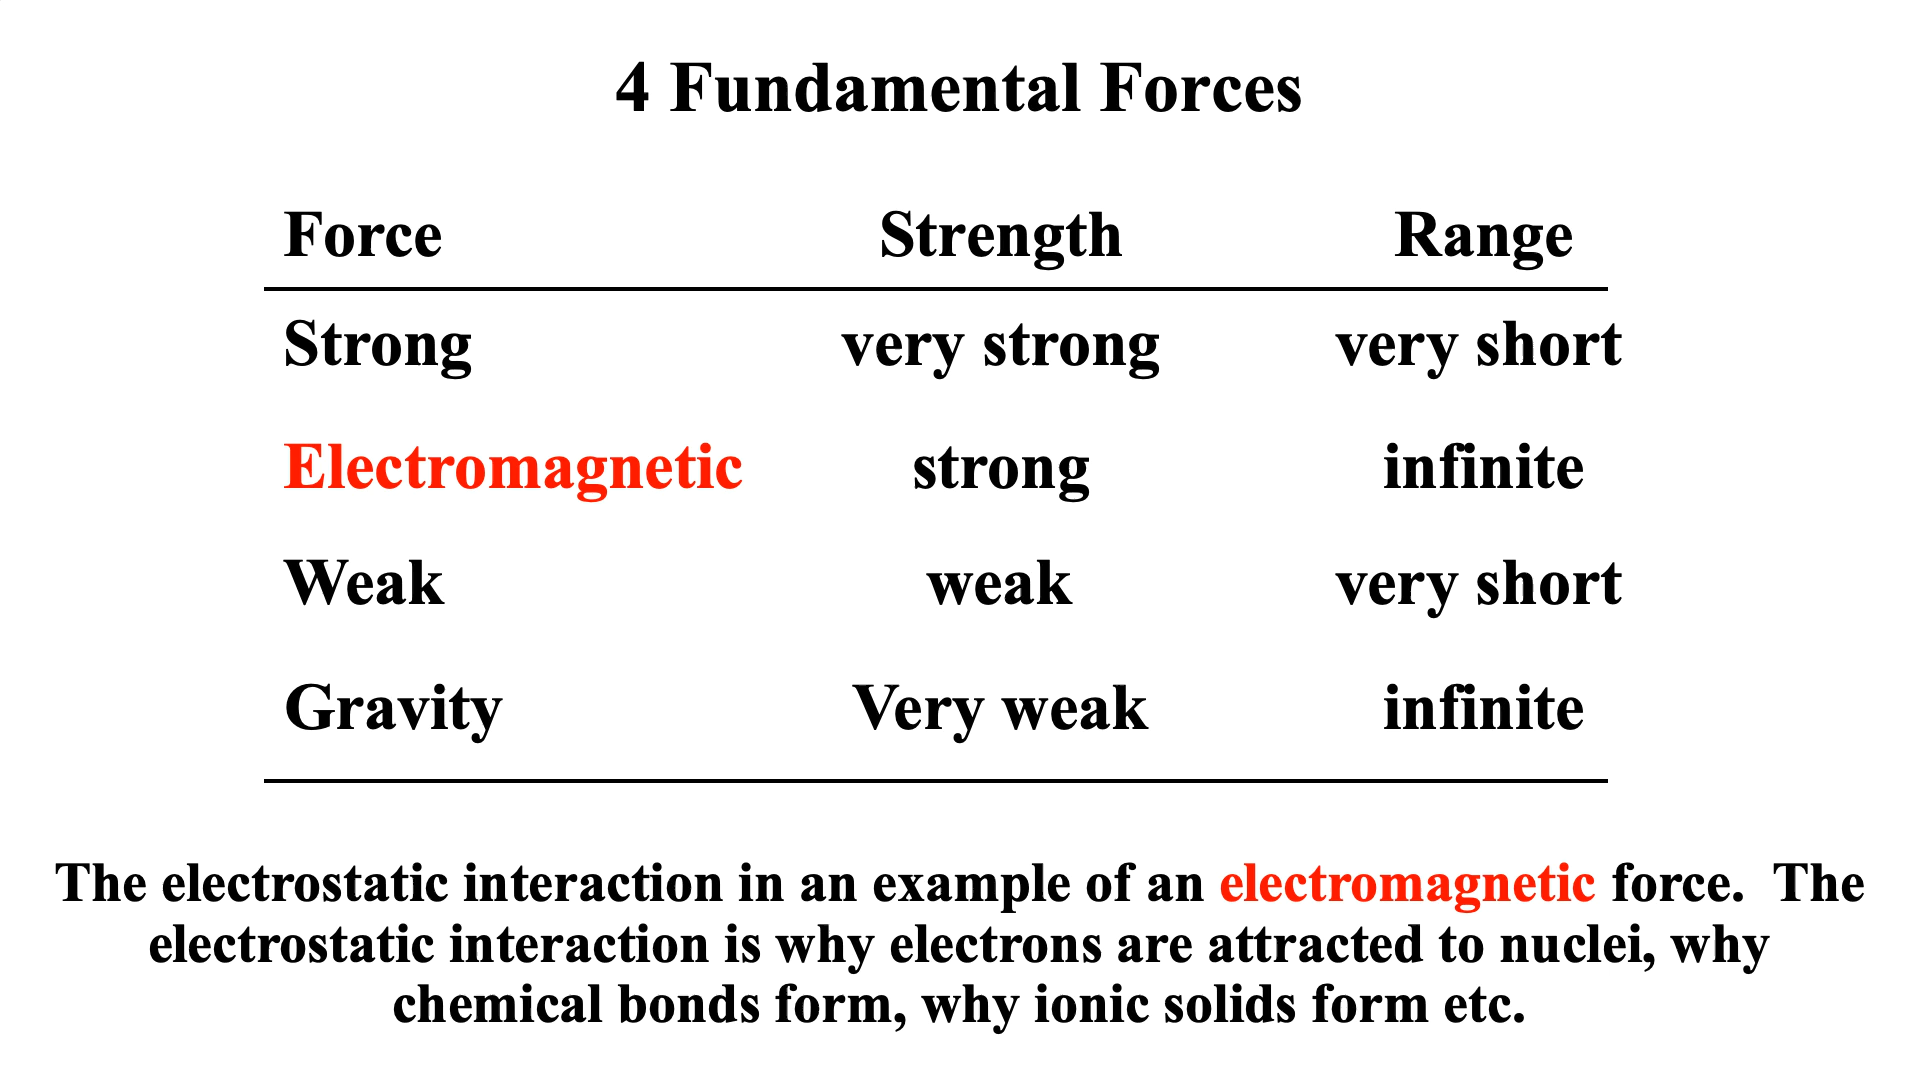 4 Fundamental Forces
Force Strength Range
Strong very strong very short
Electromagnetic strong infinite
Weak weak very short
Gravity Very weak infinite
The electrostatic interaction in an example of an electromagnetic force. The
electrostatic interaction is why electrons are attracted to nuclei, why
chemical bonds form, why ionic solids form etc.